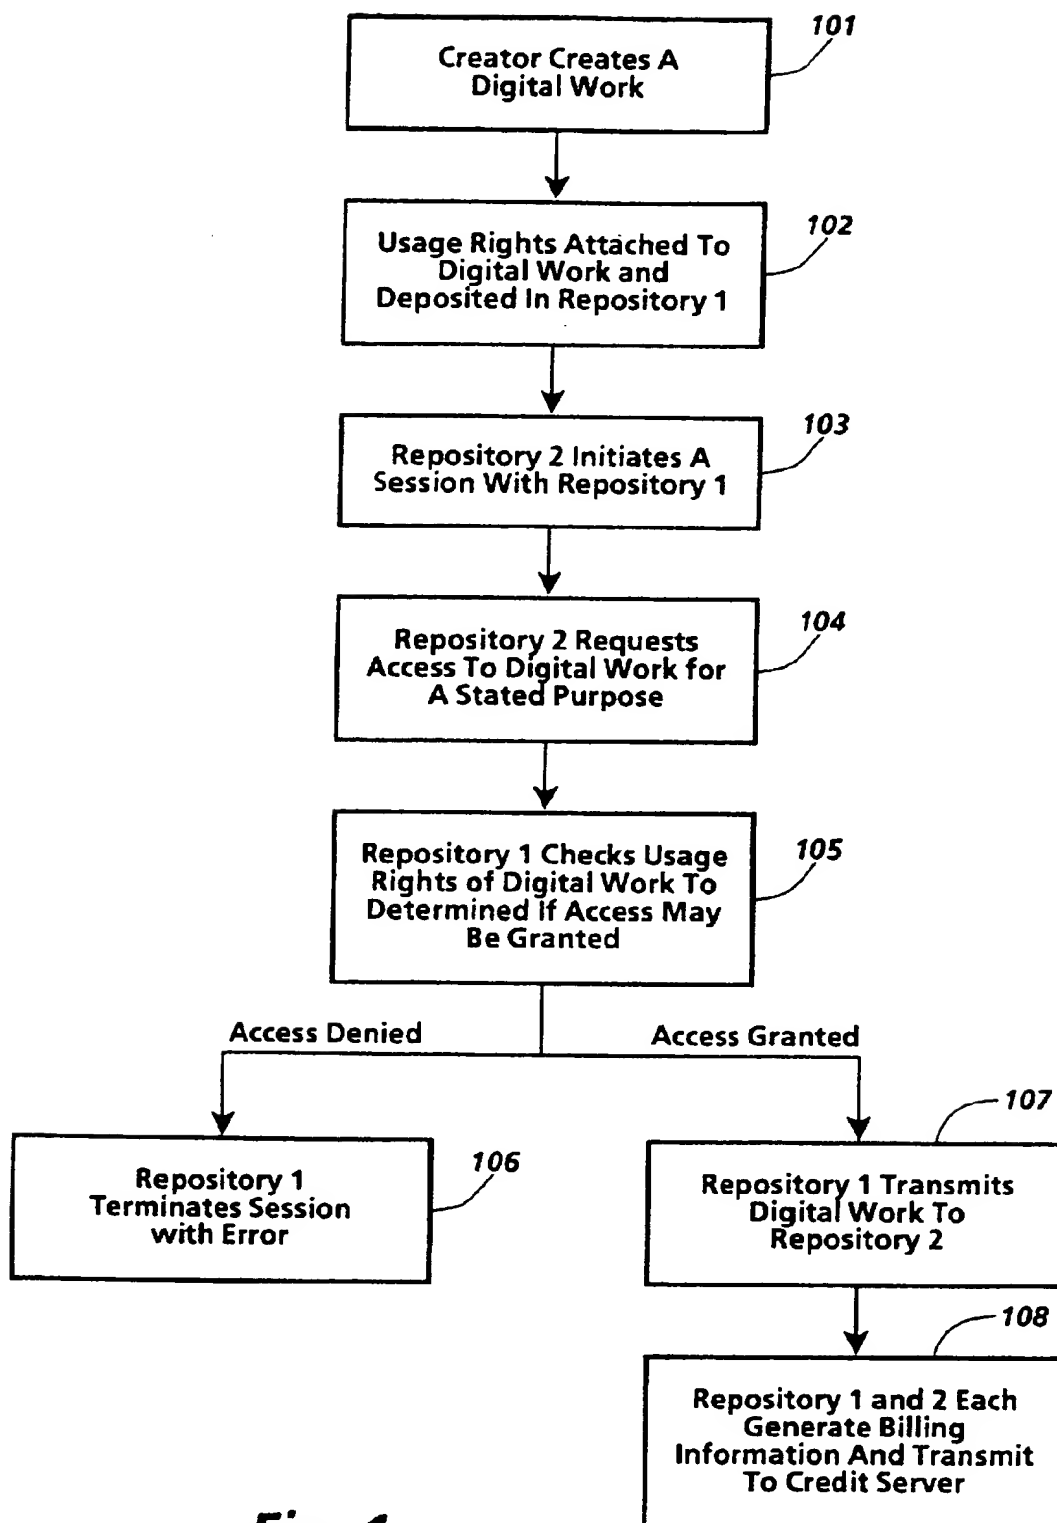 101
Creator Creates A
Digital Work
102
Usage Rights Attached To
Digital Work and
Deposited In Repository 1
103
Repository 2 Initiates A
Session With Repository 1
104
Repository 2 Requests
Access To Digital Work for
A Stated Purpose
105
Repository 1 Checks Usage
Rights of Digital Work To
Determined If Access May
Be Granted
Access Denied
Access Granted
106
Repository 1
Terminates Session
with Error
107
Repository 1 Transmits
Digital Work To
Repository 2
108
Repository 1 and 2 Each
Generate Billing
Information And Transmit
To Credit Server